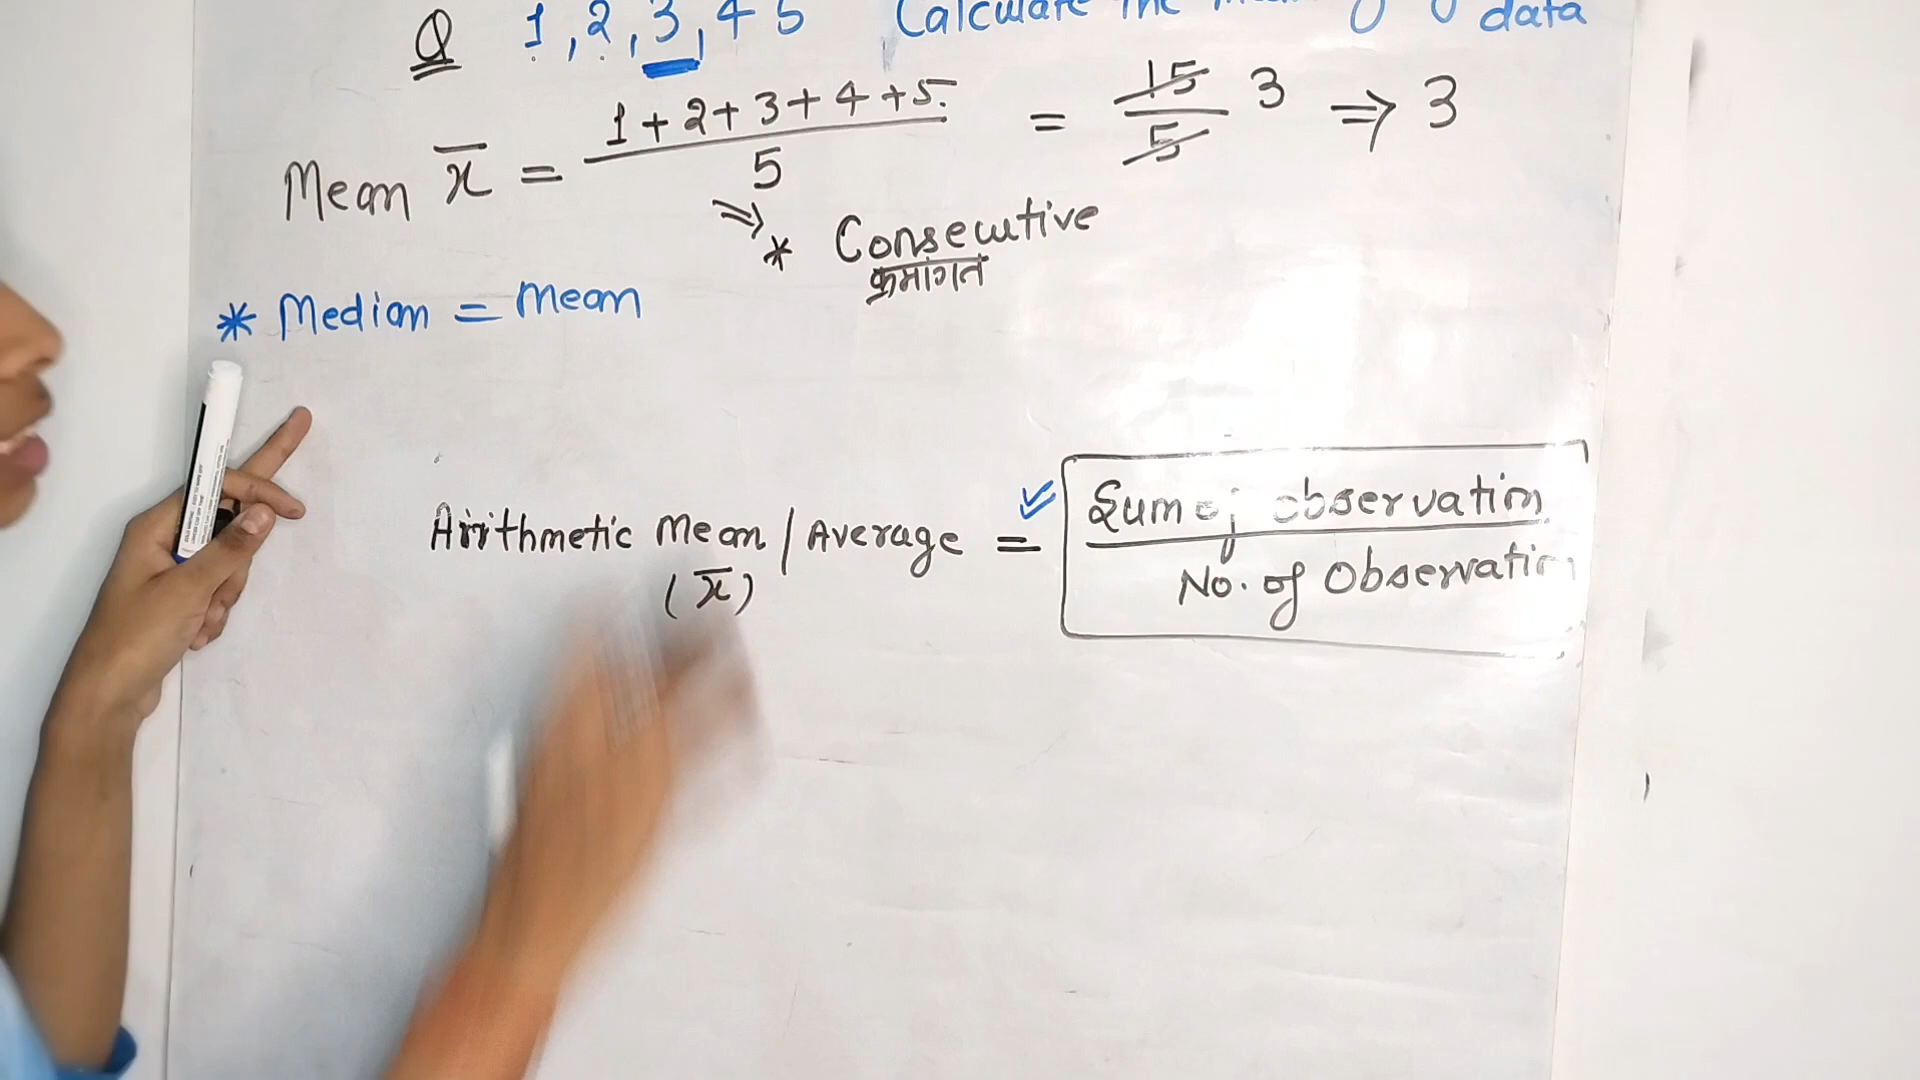 Q 1, 2, 3, 4 5 Calculate the data
Mean x̄ = 1+2+3+4+5. / 5 = 15 / 5 3 ⇒ 3
⇒ * Consecutive
क्रमांगत
* Median = Mean
Arithmetic Mean / Average = ✓ Sum of observation / No. of Observation
(x̄)